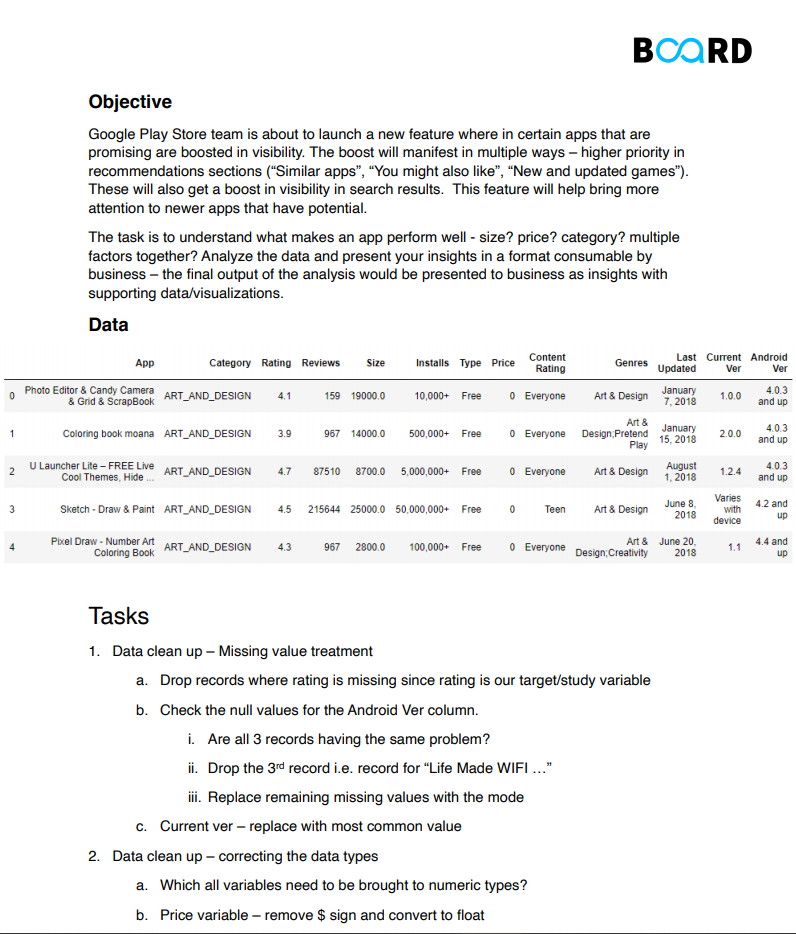 BOARD
Objective
Google Play Store team is about to launch a new feature where in certain apps that are
promising are boosted in visibility. The boost will manifest in multiple ways – higher priority in
recommendations sections (“Similar apps”, “You might also like”, “New and updated games”).
These will also get a boost in visibility in search results.  This feature will help bring more
attention to newer apps that have potential.
The task is to understand what makes an app perform well - size? price? category? multiple
factors together? Analyze the data and present your insights in a format consumable by
business – the final output of the analysis would be presented to business as insights with
supporting data/visualizations.
Data
App Category Rating Reviews Size Installs Type Price Content Rating Genres Last Updated Current Ver Android Ver
0 Photo Editor & Candy Camera & Grid & ScrapBook ART_AND_DESIGN 4.1 159 19000.0 10,000+ Free 0 Everyone Art & Design January 7, 2018 1.0.0 4.0.3 and up
1 Coloring book moana ART_AND_DESIGN 3.9 967 14000.0 500,000+ Free 0 Everyone Art & Design;Pretend Play January 15, 2018 2.0.0 4.0.3 and up
2 U Launcher Lite – FREE Live Cool Themes, Hide ... ART_AND_DESIGN 4.7 87510 8700.0 5,000,000+ Free 0 Everyone Art & Design August 1, 2018 1.2.4 4.0.3 and up
3 Sketch - Draw & Paint ART_AND_DESIGN 4.5 215644 25000.0 50,000,000+ Free 0 Teen Art & Design June 8, 2018 Varies with device 4.2 and up
4 Pixel Draw - Number Art Coloring Book ART_AND_DESIGN 4.3 967 2800.0 100,000+ Free 0 Everyone Art & Design;Creativity June 20, 2018 1.1 4.4 and up
Tasks
1. Data clean up – Missing value treatment
a. Drop records where rating is missing since rating is our target/study variable
b. Check the null values for the Android Ver column.
i. Are all 3 records having the same problem?
ii. Drop the 3rd record i.e. record for “Life Made WIFI …”
iii. Replace remaining missing values with the mode
c. Current ver – replace with most common value
2. Data clean up – correcting the data types
a. Which all variables need to be brought to numeric types?
b. Price variable – remove $ sign and convert to float